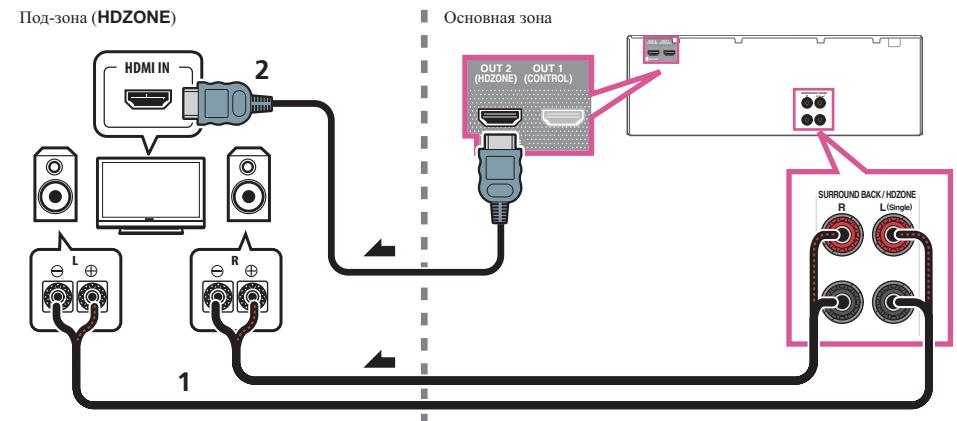 Под-зона (HDZONE)
Основная зона
HDMI IN
2
OUT 2
(HDZONE)
OUT 1
(CONTROL)
SURROUND BACK / HDZONE
R
L (Single)
L
⊖ ⊕
R
⊖ ⊕
1